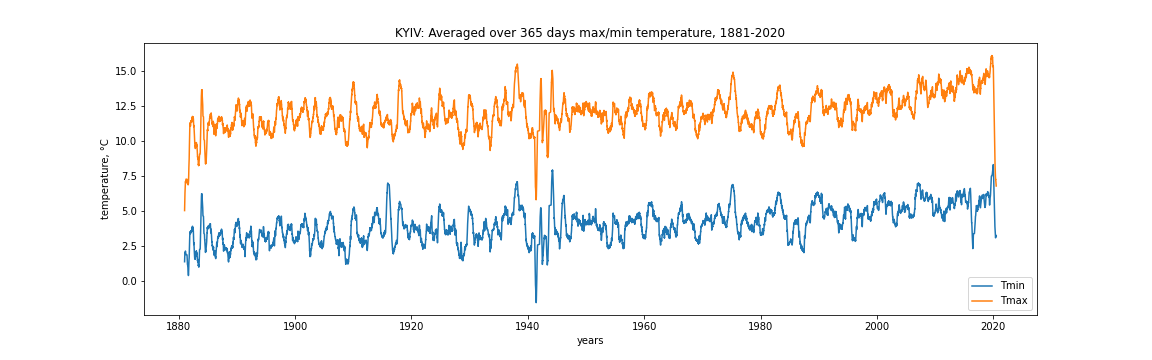 KYIV: Averaged over 365 days max/min temperature, 1881-2020
temperature, °C
15.0
12.5
10.0
7.5
5.0
2.5
0.0
1880 1900 1920 1940 1960 1980 2000 2020
years
Tmin
Tmax